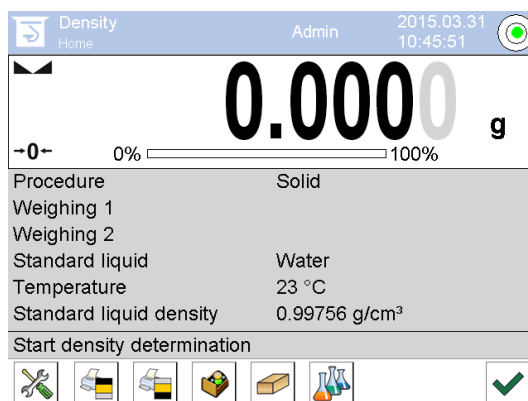 Density Admin 2015.03.31
Home 10:45:51
0.0000 g
→0← 0% 100%
Procedure Solid
Weighing 1
Weighing 2
Standard liquid Water
Temperature 23 °C
Standard liquid density 0.99756 g/cm³
Start density determination